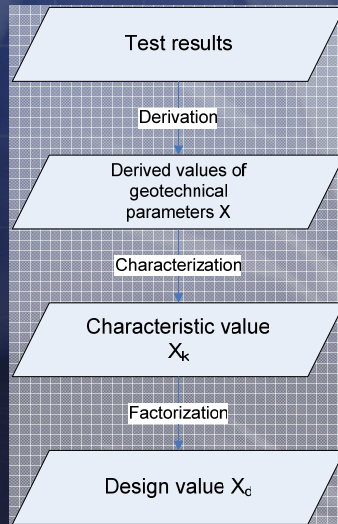 Test results
Derivation
Derived values of
geotechnical
parameters X
Characterization
Characteristic value
Xk
Factorization
Design value Xd